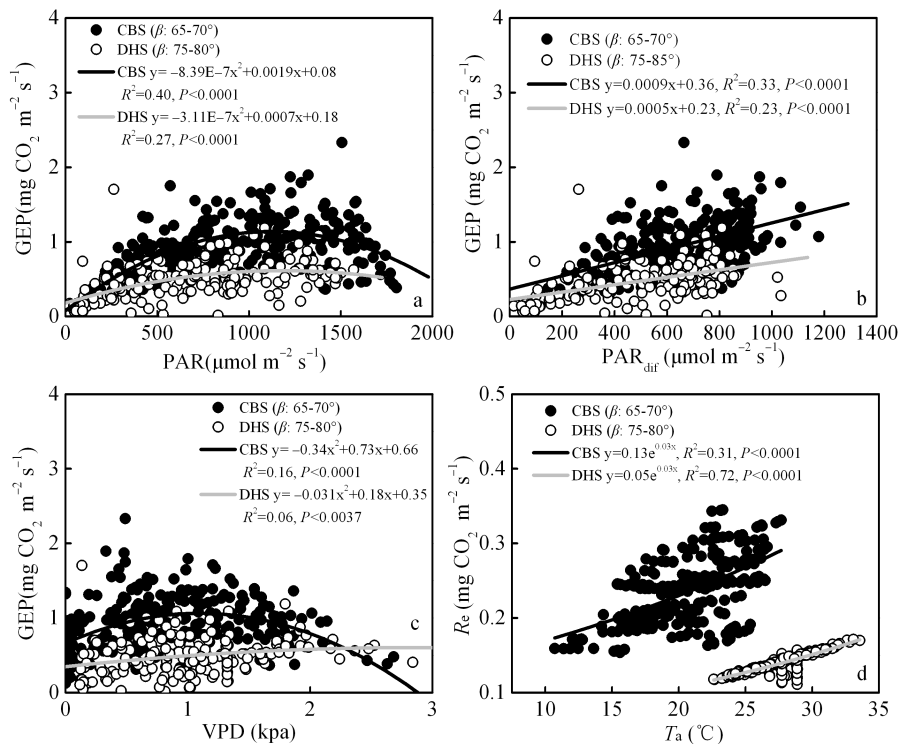 4
3
2
1
0
GEP(mg CO₂ m⁻² s⁻¹)
CBS (β: 65-70°)
DHS (β: 75-80°)
CBS y= −8.39E-7x²+0.0019x+0.08
R²=0.40, P<0.0001
DHS y= −3.11E-7x²+0.0007x+0.18
R²=0.27, P<0.0001
a
0 500 1000 1500 2000
PAR(μmol m⁻² s⁻¹)
4
3
2
1
0
GEP (mg CO₂ m⁻² s⁻¹)
CBS (β: 65-70°)
DHS (β: 75-85°)
CBS y=0.0009x+0.36, R²=0.33, P<0.0001
DHS y=0.0005x+0.23, R²=0.23, P<0.0001
b
0 200 400 600 800 1000 1200 1400
PAR_dif (μmol m⁻² s⁻¹)
4
3
2
1
0
GEP(mg CO₂ m⁻² s⁻¹)
CBS (β: 65-70°)
DHS (β: 75-80°)
CBS y= −0.34x²+0.73x+0.66
R²=0.16, P<0.0001
DHS y= −0.031x²+0.18x+0.35
R²=0.06, P<0.0037
c
0 1 2 3
VPD (kpa)
0.5
0.4
0.3
0.2
0.1
Re (mg CO₂ m⁻² s⁻¹)
CBS (β: 65-70°)
DHS (β: 75-80°)
CBS y=0.13e^0.03x, R²=0.31, P<0.0001
DHS y=0.05e^0.03x, R²=0.72, P<0.0001
d
10 15 20 25 30 35
Ta (℃)